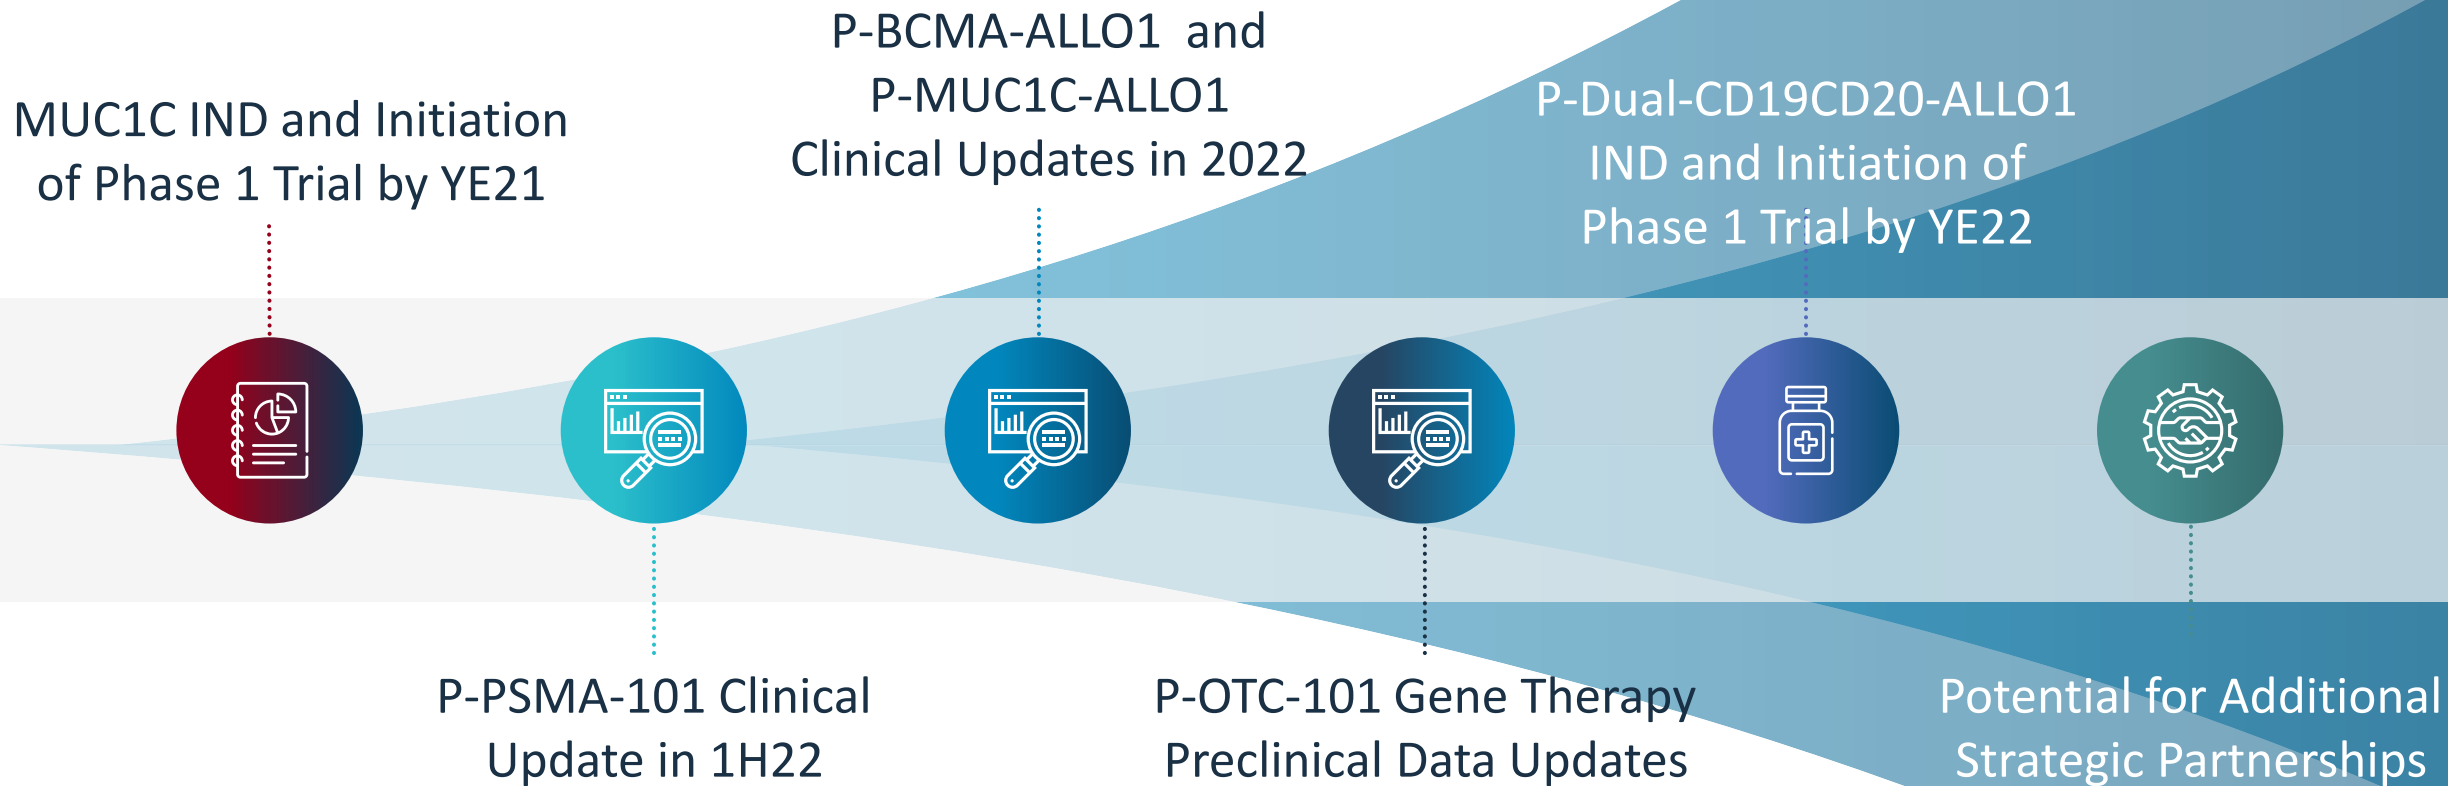 MUC1C IND and Initiation
of Phase 1 Trial by YE21
P-PSMA-101 Clinical
Update in 1H22
P-BCMA-ALLO1 and
P-MUC1C-ALLO1
Clinical Updates in 2022
P-OTC-101 Gene Therapy
Preclinical Data Updates
P-Dual-CD19CD20-ALLO1
IND and Initiation of
Phase 1 Trial by YE22
Potential for Additional
Strategic Partnerships